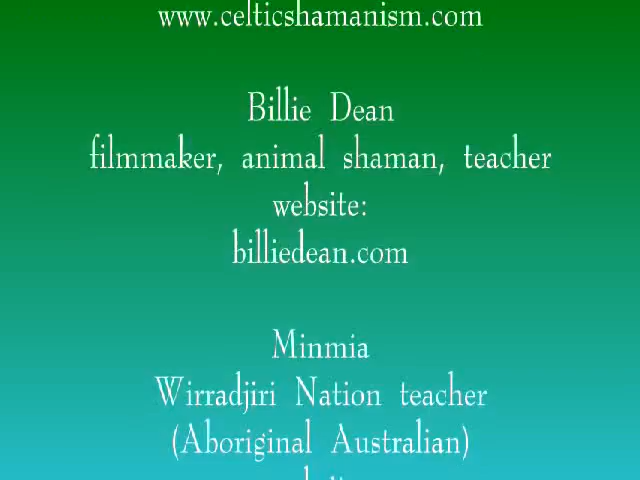 www.celticshamanism.com
Billie Dean
filmmaker, animal shaman, teacher
website:
billiedean.com
Minmia
Wirradjiri Nation teacher
(Aboriginal Australian)